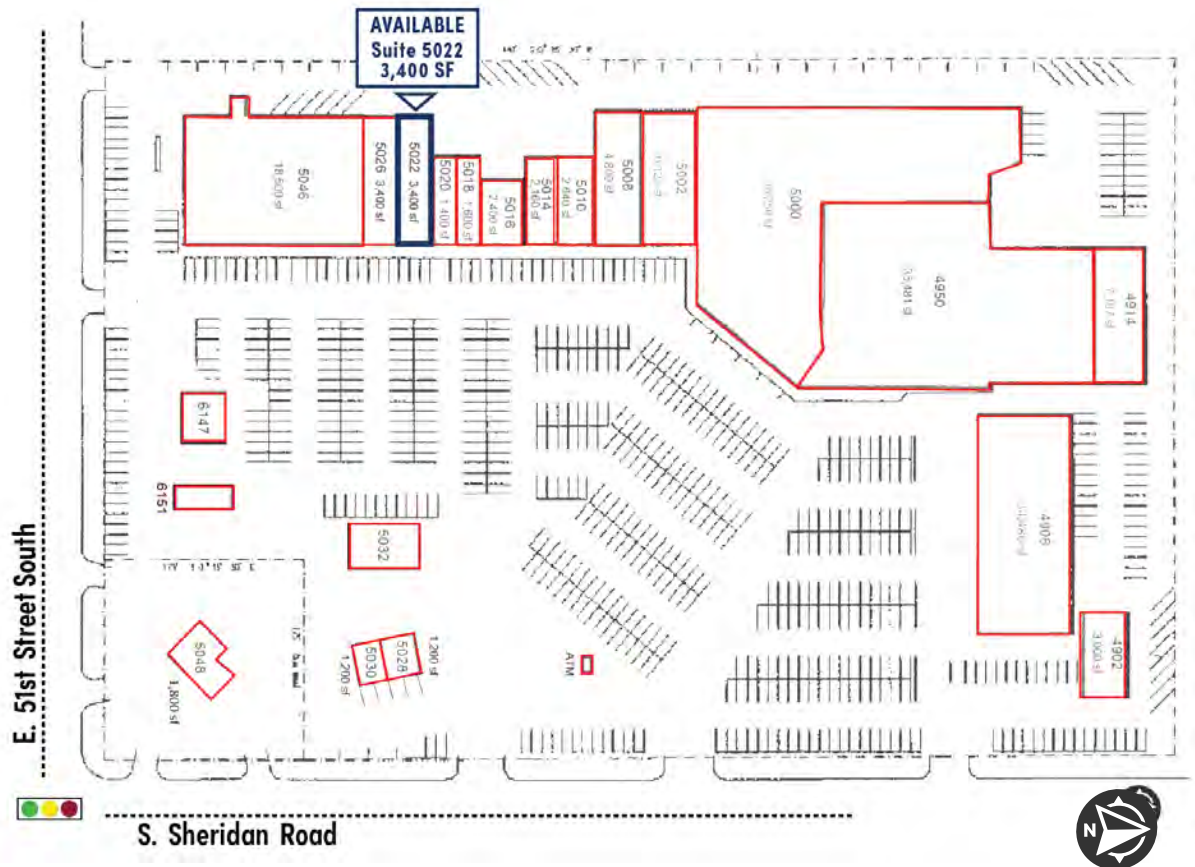 AVAILABLE
Suite 5022
3,400 SF
5046
18,600 sf
5026 3,400 sf
5022 3,400 sf
5020 1,400 sf
5018 1,600 sf
5016
2,400 sf
5014
2,160 sf
5010
2,640 sf
5008
4,800 sf
5002
5000
4950
33,481 sf
4914
6147
6151
5032
4906
4902
3,000 sf
5048
1,800 sf
5030
1,200 sf
5028
1,200 sf
ATM
E. 51st Street South
S. Sheridan Road
N